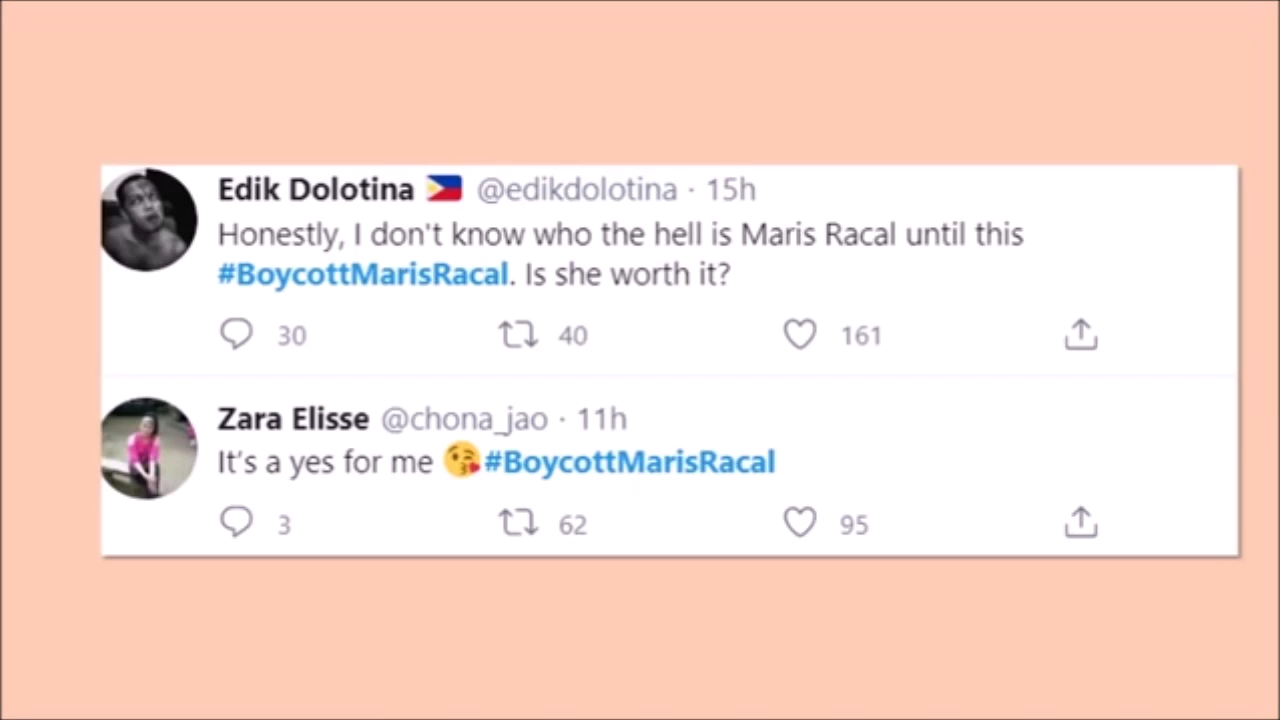 Edik Dolotina 🇵🇭 @edikdolotina · 15h
Honestly, I don't know who the hell is Maris Racal until this
#BoycottMarisRacal. Is she worth it?
30 40 161
Zara Elisse @chona_jao · 11h
It's a yes for me 😘#BoycottMarisRacal
3 62 95